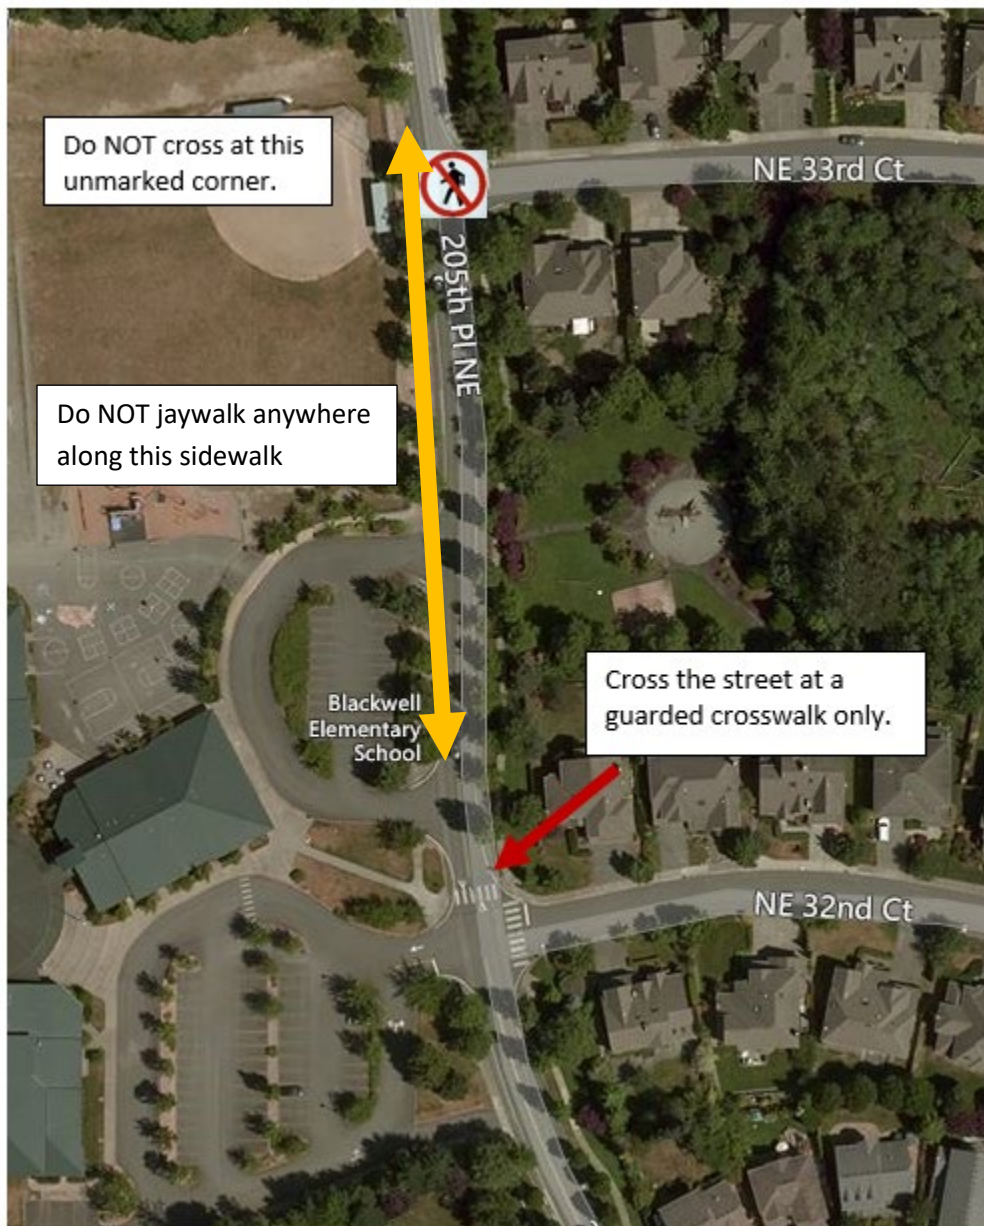 Do NOT cross at this
unmarked corner.
NE 33rd Ct
205th Pl NE
Do NOT jaywalk anywhere
along this sidewalk
Cross the street at a
guarded crosswalk only.
Blackwell
Elementary
School
NE 32nd Ct